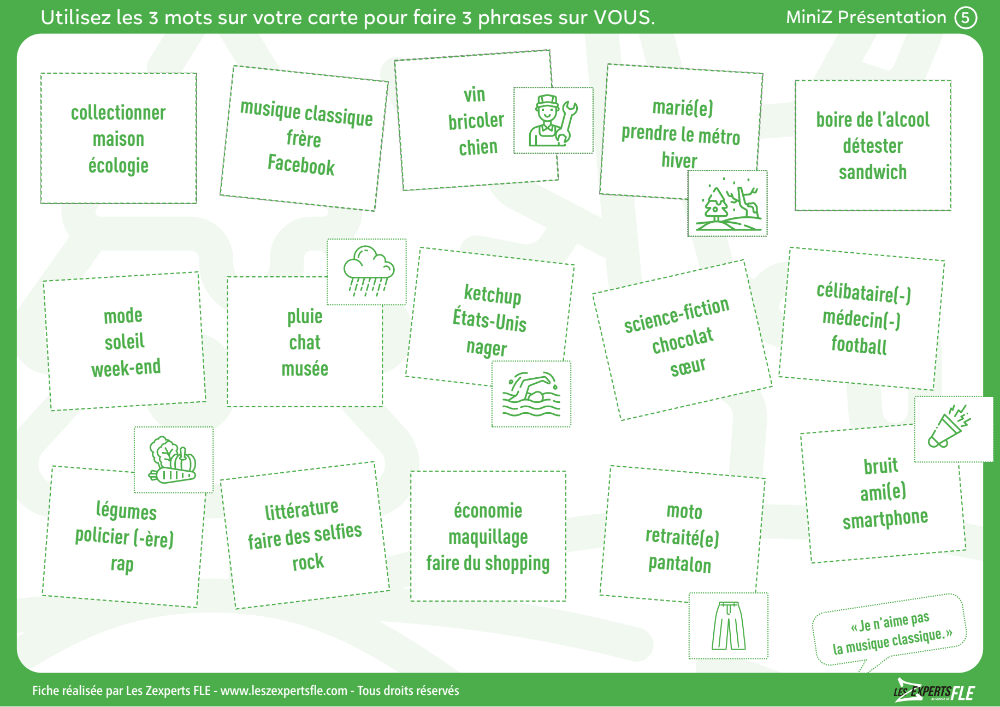 Utilisez les 3 mots sur votre carte pour faire 3 phrases sur VOUS.
MiniZ Présentation 5
collectionner
maison
écologie
musique classique
frère
Facebook
vin
bricoler
chien
marié(e)
prendre le métro
hiver
boire de l'alcool
détester
sandwich
mode
soleil
week-end
pluie
chat
musée
ketchup
États-Unis
nager
science-fiction
chocolat
sœur
célibataire(-)
médecin(-)
football
légumes
policier (-ère)
rap
littérature
faire des selfies
rock
économie
maquillage
faire du shopping
moto
retraité(e)
pantalon
bruit
ami(e)
smartphone
« Je n'aime pas
la musique classique. »
Fiche réalisée par Les Zexperts FLE - www.leszexpertsfle.com - Tous droits réservés
LES ZEXPERTS FLE
AU SERVICE DU